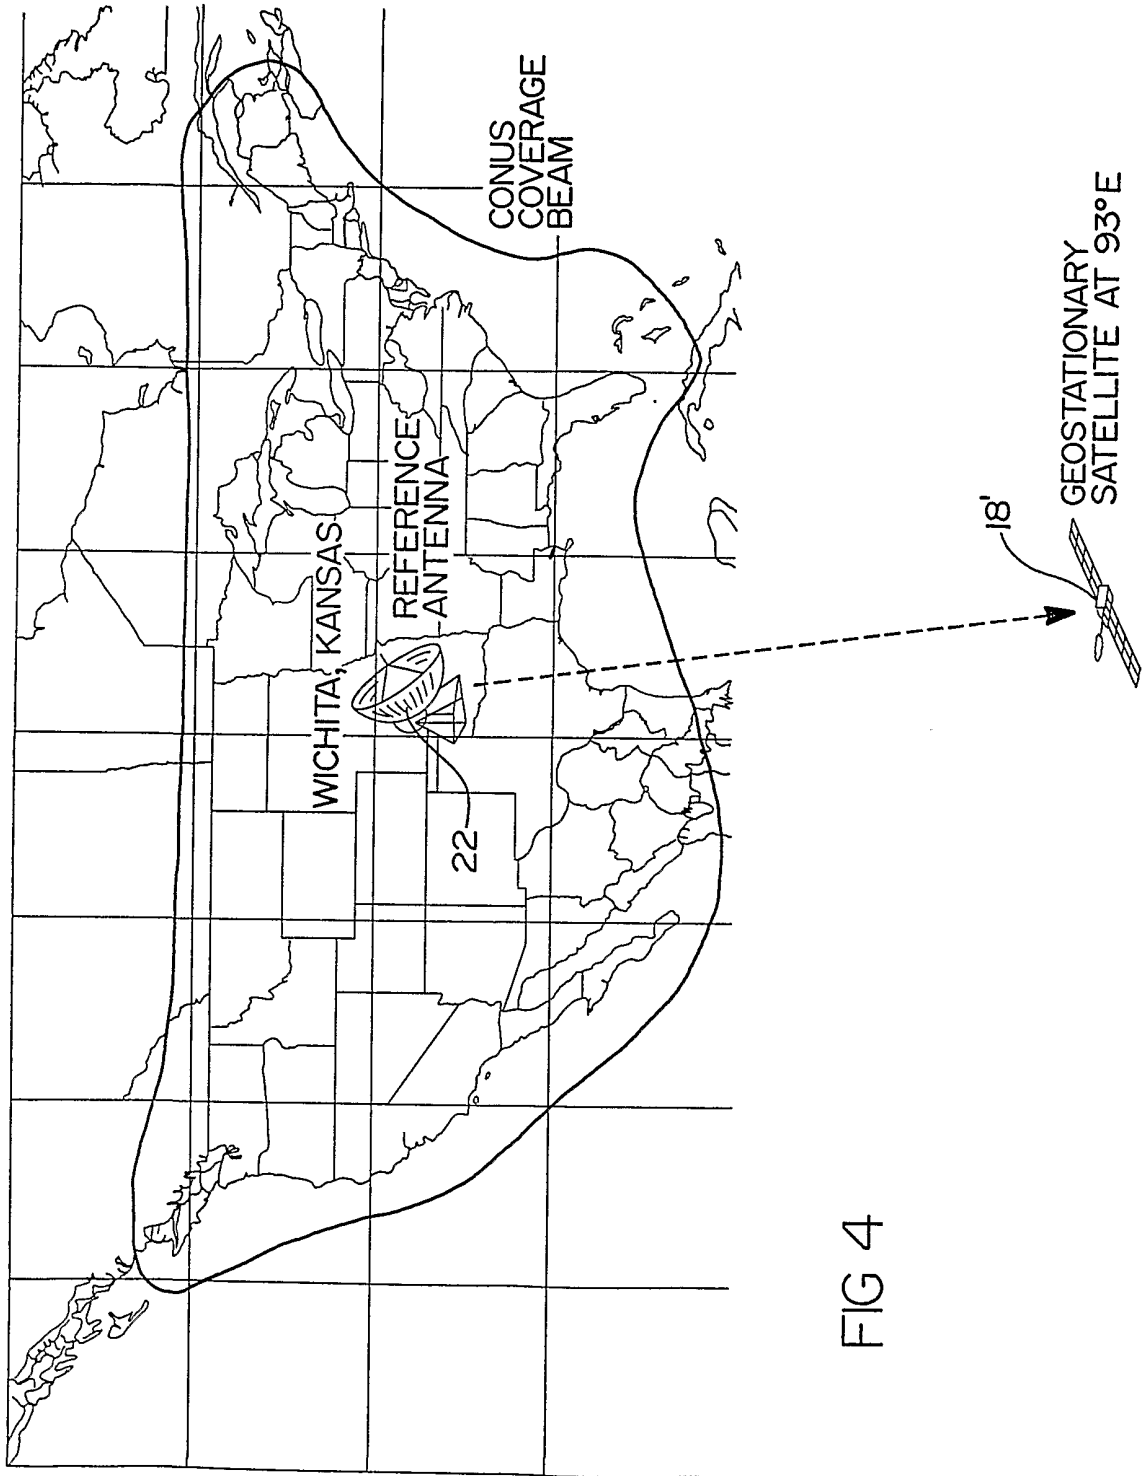 CONUS
COVERAGE
BEAM
WICHITA, KANSAS
REFERENCE
ANTENNA
22
18'
GEOSTATIONARY
SATELLITE AT 93°E
FIG 4